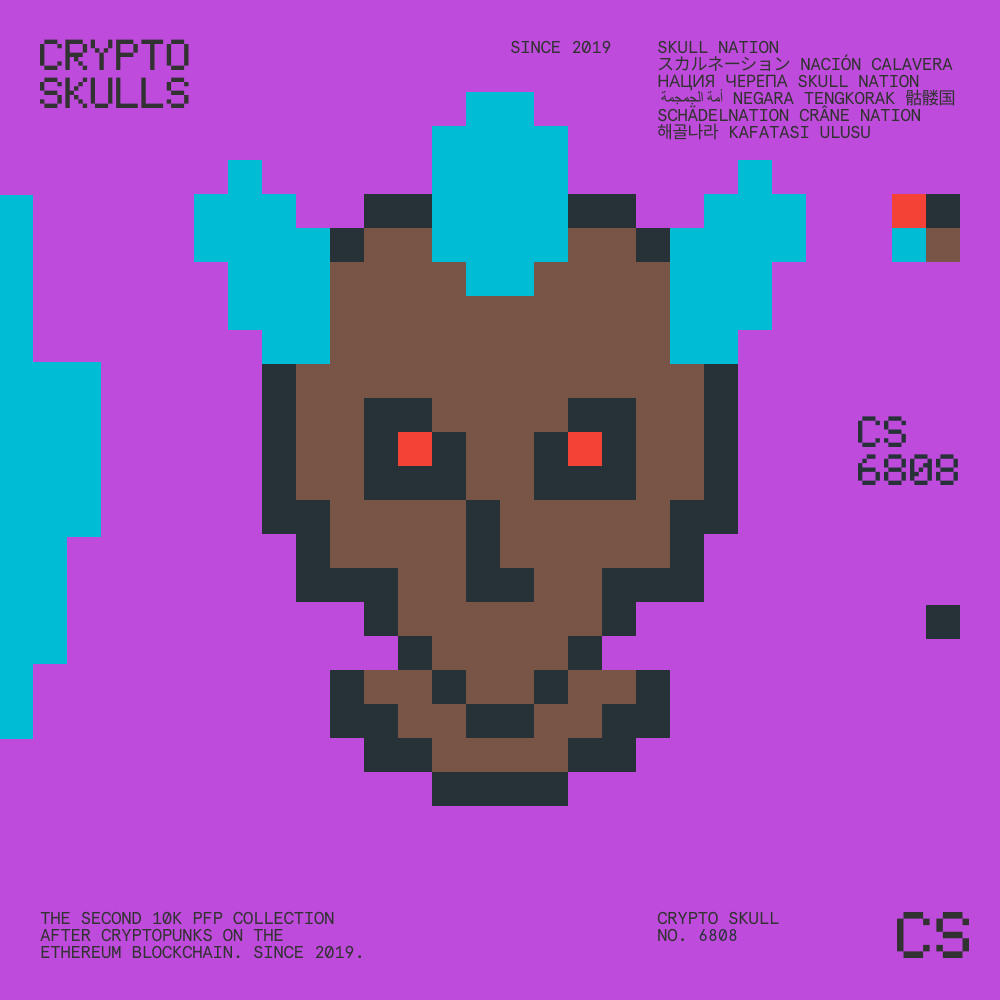 CRYPTO
SKULLS
SINCE 2019
SKULL NATION
スカルネーション NACIÓN CALAVERA
НАЦИЯ ЧЕРЕПА SKULL NATION
أمة الجمجمة NEGARA TENGKORAK 骷髅国
SCHÄDELNATION CRÂNE NATION
해골나라 KAFATASI ULUSU
CS
6808
THE SECOND 10K PFP COLLECTION
AFTER CRYPTOPUNKS ON THE
ETHEREUM BLOCKCHAIN. SINCE 2019.
CRYPTO SKULL
NO. 6808
CS